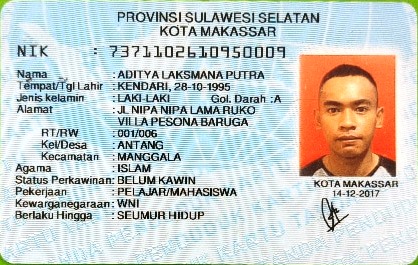 PROVINSI SULAWESI SELATAN
KOTA MAKASSAR
NIK : 7371102610950009
Nama : ADITYA LAKSMANA PUTRA
Tempat/Tgl Lahir : KENDARI, 28-10-1995
Jenis kelamin : LAKI-LAKI Gol. Darah :A
Alamat : JL NIPA NIPA LAMA RUKO
VILLA PESONA BARUGA
RT/RW : 001/006
Kel/Desa : ANTANG
Kecamatan : MANGGALA
Agama : ISLAM
Status Perkawinan: BELUM KAWIN
Pekerjaan : PELAJAR/MAHASISWA
Kewarganegaraan: WNI
Berlaku Hingga : SEUMUR HIDUP
KOTA MAKASSAR
14-12-2017